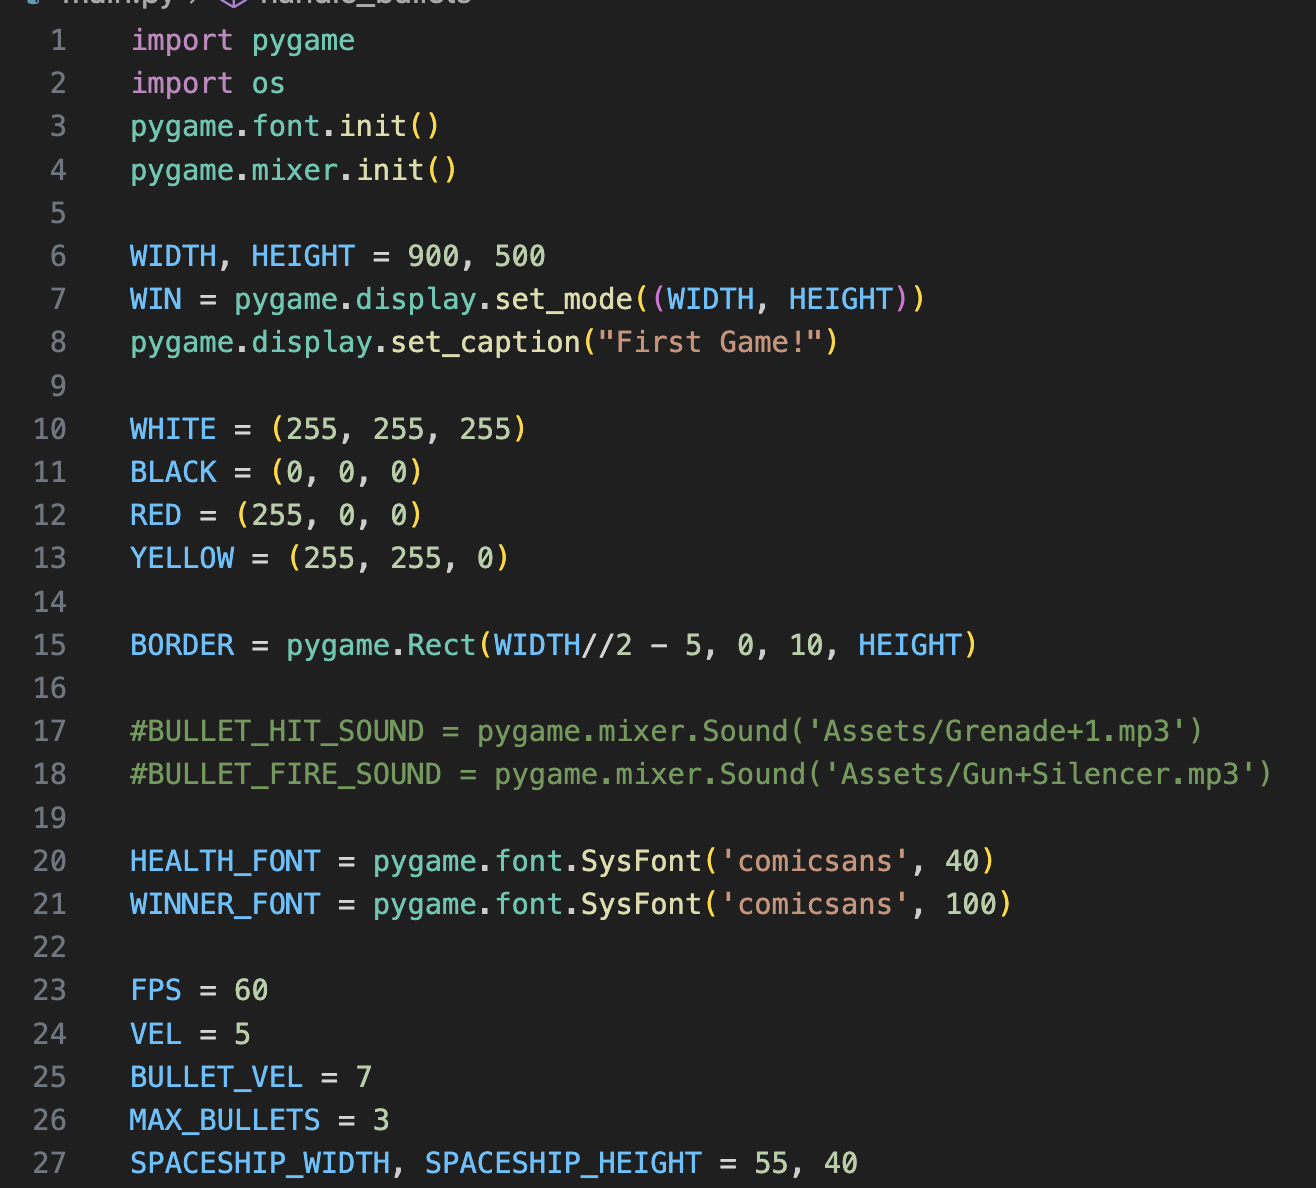 main.py > handle_bullets
1 import pygame
2 import os
3 pygame.font.init()
4 pygame.mixer.init()
5
6 WIDTH, HEIGHT = 900, 500
7 WIN = pygame.display.set_mode((WIDTH, HEIGHT))
8 pygame.display.set_caption("First Game!")
9
10 WHITE = (255, 255, 255)
11 BLACK = (0, 0, 0)
12 RED = (255, 0, 0)
13 YELLOW = (255, 255, 0)
14
15 BORDER = pygame.Rect(WIDTH//2 - 5, 0, 10, HEIGHT)
16
17 #BULLET_HIT_SOUND = pygame.mixer.Sound('Assets/Grenade+1.mp3')
18 #BULLET_FIRE_SOUND = pygame.mixer.Sound('Assets/Gun+Silencer.mp3')
19
20 HEALTH_FONT = pygame.font.SysFont('comicsans', 40)
21 WINNER_FONT = pygame.font.SysFont('comicsans', 100)
22
23 FPS = 60
24 VEL = 5
25 BULLET_VEL = 7
26 MAX_BULLETS = 3
27 SPACESHIP_WIDTH, SPACESHIP_HEIGHT = 55, 40